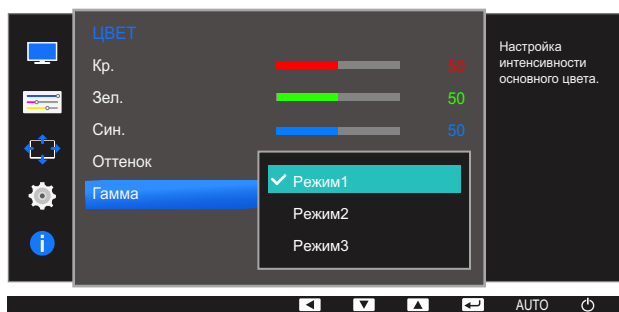 ЦВЕТ
Кр. 50
Зел. 50
Син. 50
Оттенок
Гамма
Режим1
Режим2
Режим3
Настройка
интенсивности
основного цвета.
AUTO